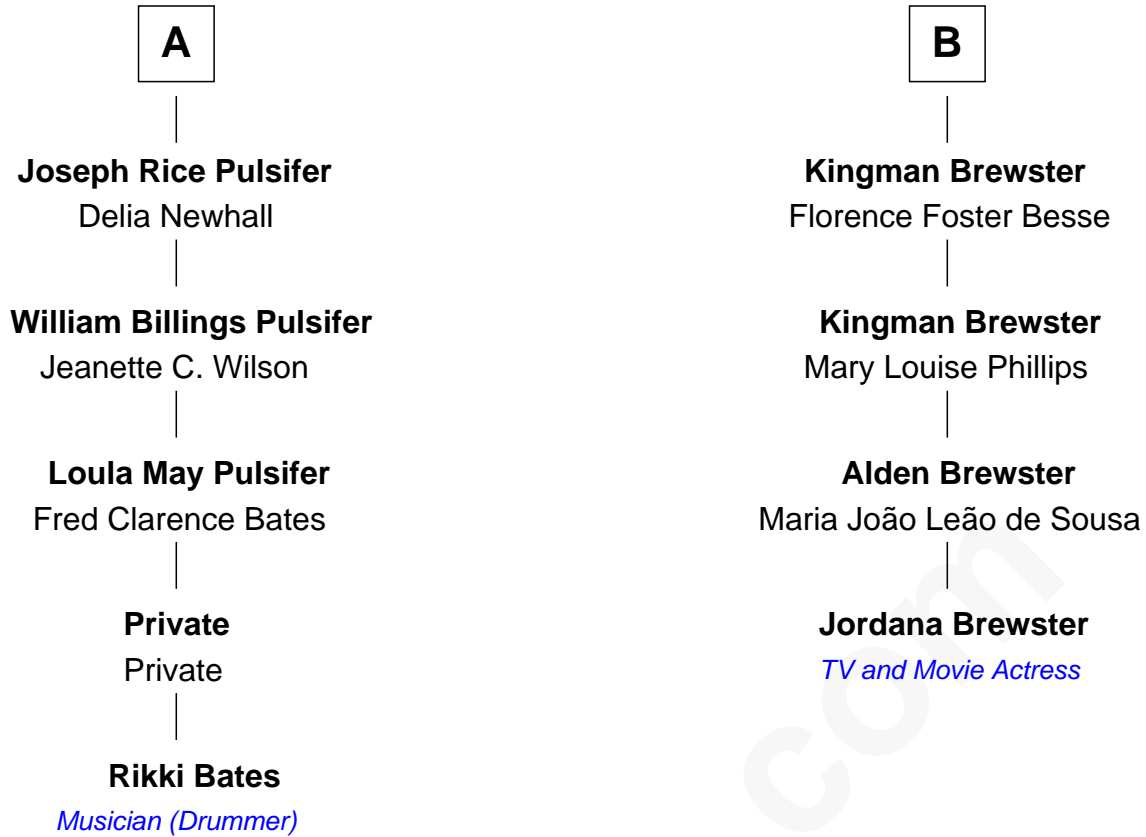 A
Joseph Rice Pulsifer
Delia Newhall
William Billings Pulsifer
Jeanette C. Wilson
Loula May Pulsifer
Fred Clarence Bates
Private
Private
Rikki Bates
Musician (Drummer)
B
Kingman Brewster
Florence Foster Besse
Kingman Brewster
Mary Louise Phillips
Alden Brewster
Maria João Leão de Sousa
Jordana Brewster
TV and Movie Actress
com